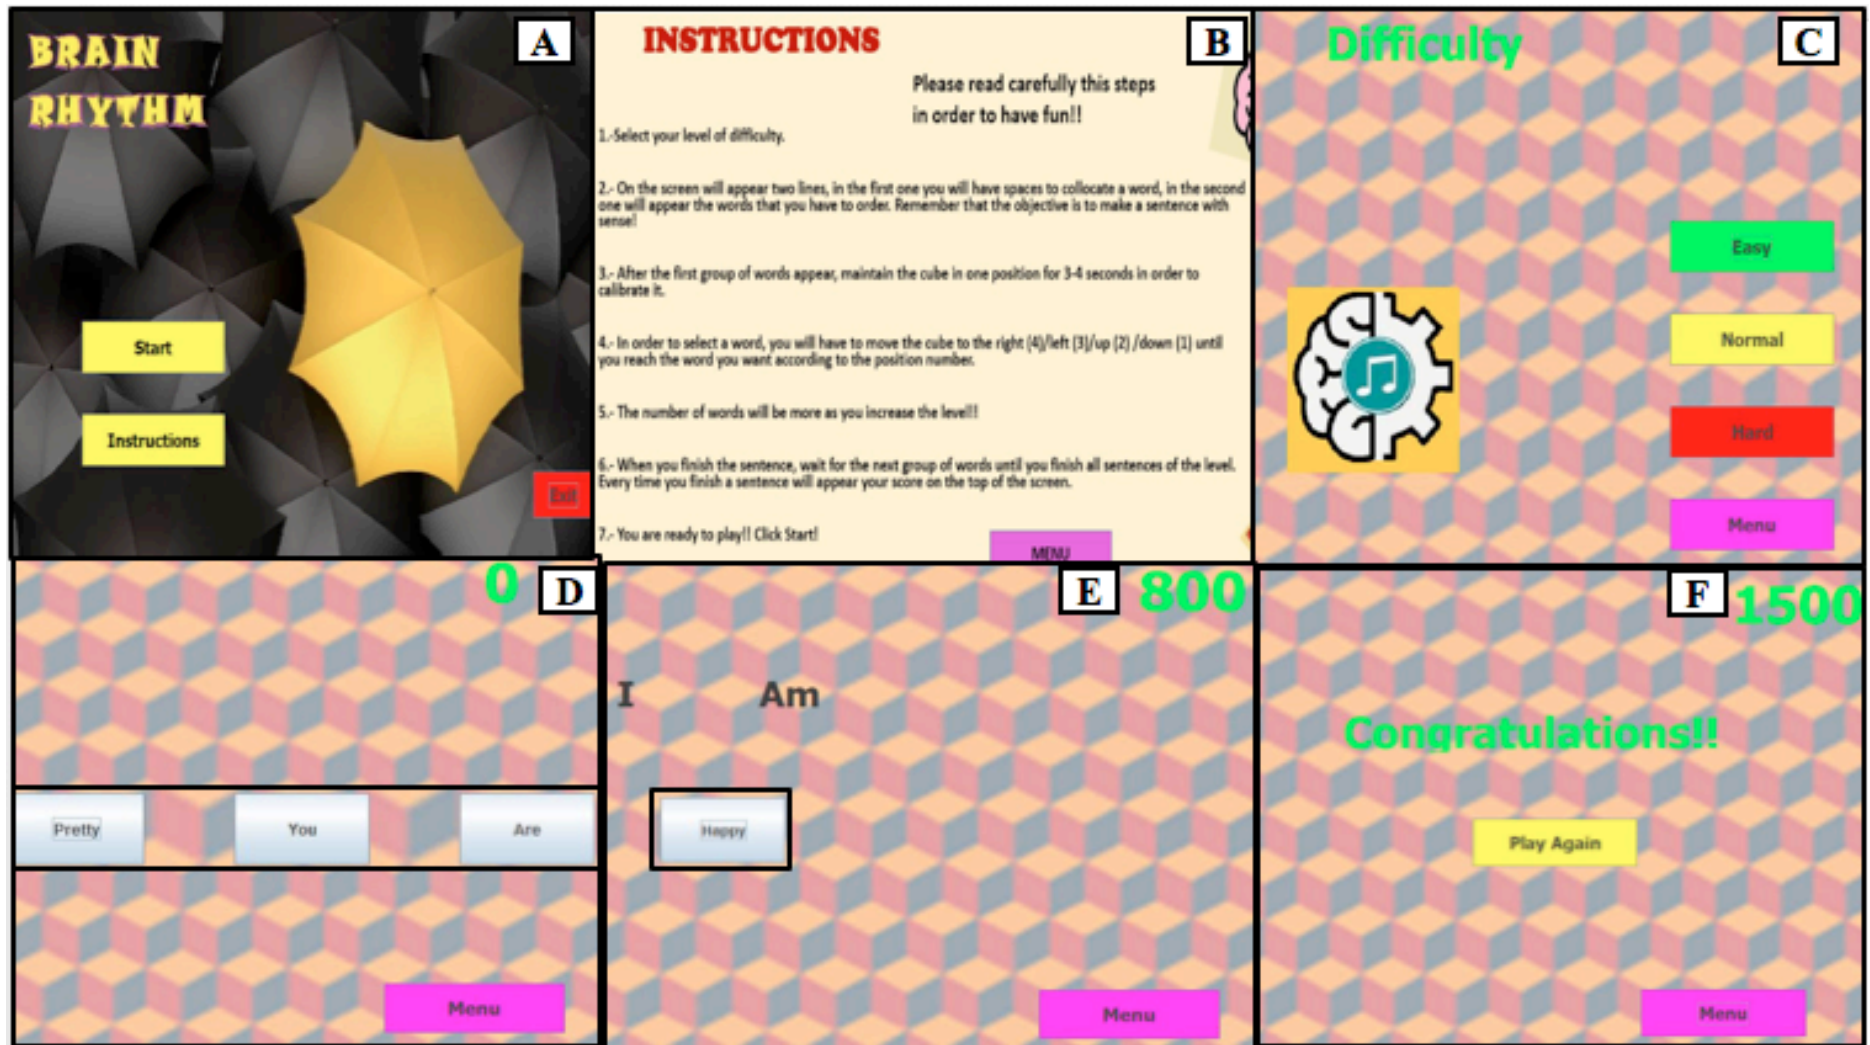 BRAIN
RHYTHM
A
Start
Instructions
Exit
INSTRUCTIONS
B
Please read carefully this steps
in order to have fun!!
1.-Select your level of difficulty.
2.- On the screen will appear two lines, in the first one you will have spaces to collocate a word, in the second
one will appear the words that you have to order. Remember that the objective is to make a sentence with
sense!
3.- After the first group of words appear, maintain the cube in one position for 3-4 seconds in order to
calibrate it.
4.- In order to select a word, you will have to move the cube to the right (4)/left (3)/up (2) /down (1) until
you reach the word you want according to the position number.
5.- The number of words will be more as you increase the level!!
6.- When you finish the sentence, wait for the next group of words until you finish all sentences of the level.
Every time you finish a sentence will appear your score on the top of the screen.
7.- You are ready to play!! Click Start!
MENU
Difficulty
C
Easy
Normal
Hard
Menu
0
D
Pretty
You
Are
Menu
E
800
I Am
Happy
Menu
F
1500
Congratulations!!
Play Again
Menu